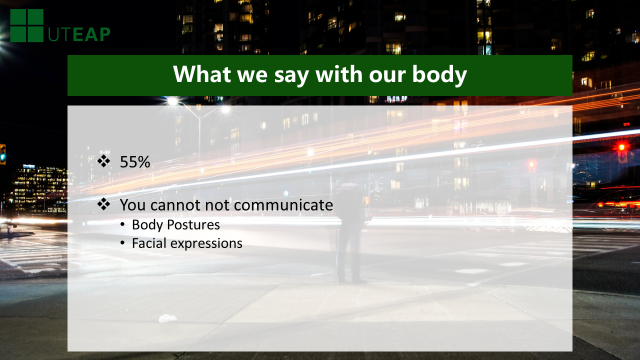 UTEAP
What we say with our body
❖ 55%
❖ You cannot not communicate
• Body Postures
• Facial expressions